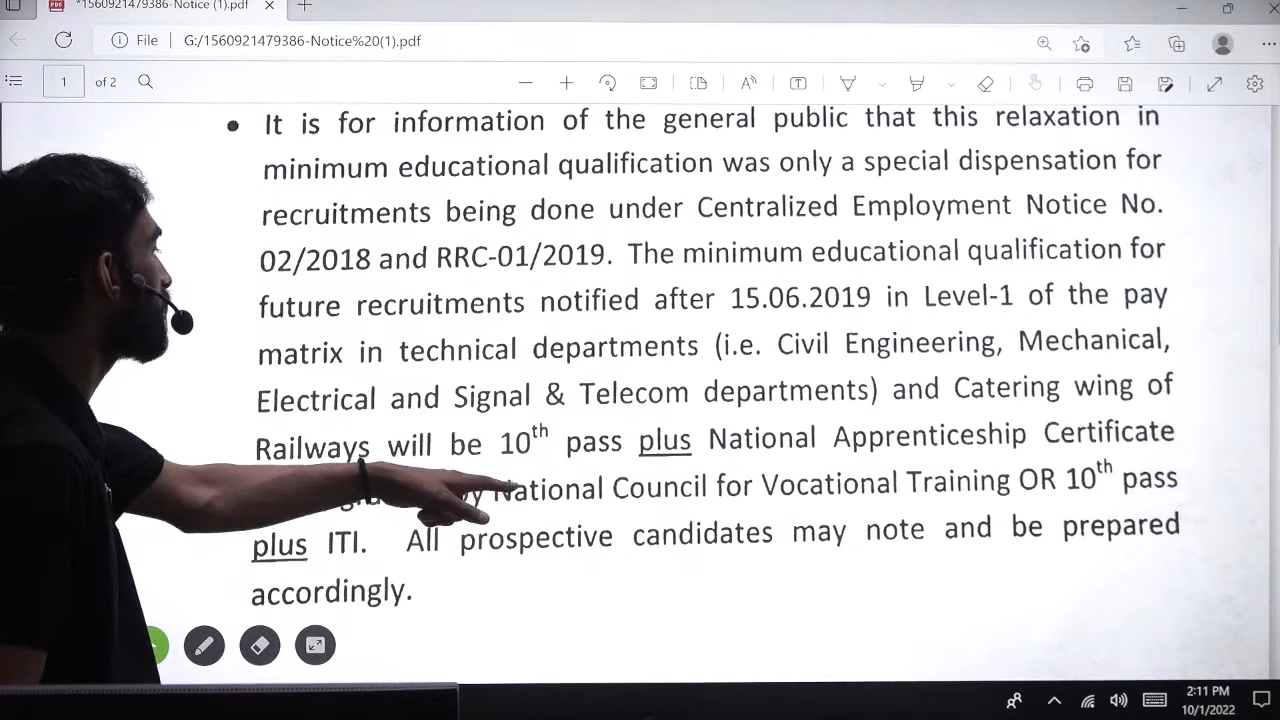 *1560921479386-Notice (1).pdf
File
G:/1560921479386-Notice%20(1).pdf
1 of 2
• It is for information of the general public that this relaxation in
minimum educational qualification was only a special dispensation for
recruitments being done under Centralized Employment Notice No.
02/2018 and RRC-01/2019. The minimum educational qualification for
future recruitments notified after 15.06.2019 in Level-1 of the pay
matrix in technical departments (i.e. Civil Engineering, Mechanical,
Electrical and Signal & Telecom departments) and Catering wing of
Railways will be 10th pass plus National Apprenticeship Certificate
National Council for Vocational Training OR 10th pass
plus ITI. All prospective candidates may note and be prepared
accordingly.
2:11 PM
10/1/2022